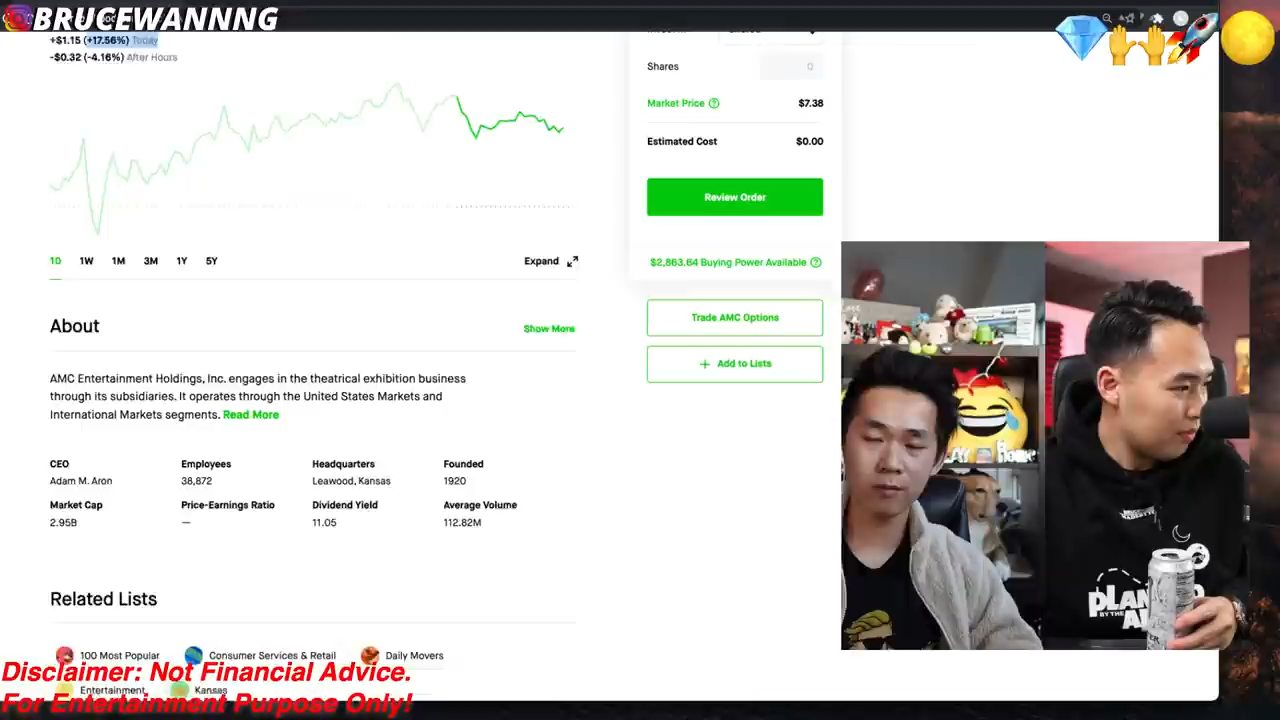 BRUCEWANNNG
+$1.15 (+17.56%) Today
-$0.32 (-4.16%) After Hours
Shares 0
Market Price $7.38
Estimated Cost $0.00
Review Order
$2,863.64 Buying Power Available
Trade AMC Options
+ Add to Lists
1D 1W 1M 3M 1Y 5Y Expand
About Show More
AMC Entertainment Holdings, Inc. engages in the theatrical exhibition business
through its subsidiaries. It operates through the United States Markets and
International Markets segments. Read More
CEO Employees Headquarters Founded
Adam M. Aron 38,872 Leawood, Kansas 1920
Market Cap Price-Earnings Ratio Dividend Yield Average Volume
2.95B — 11.05 112.82M
Related Lists
100 Most Popular Consumer Services & Retail Daily Movers
Entertainment Kansas
Disclaimer: Not Financial Advice.
For Entertainment Purpose Only!